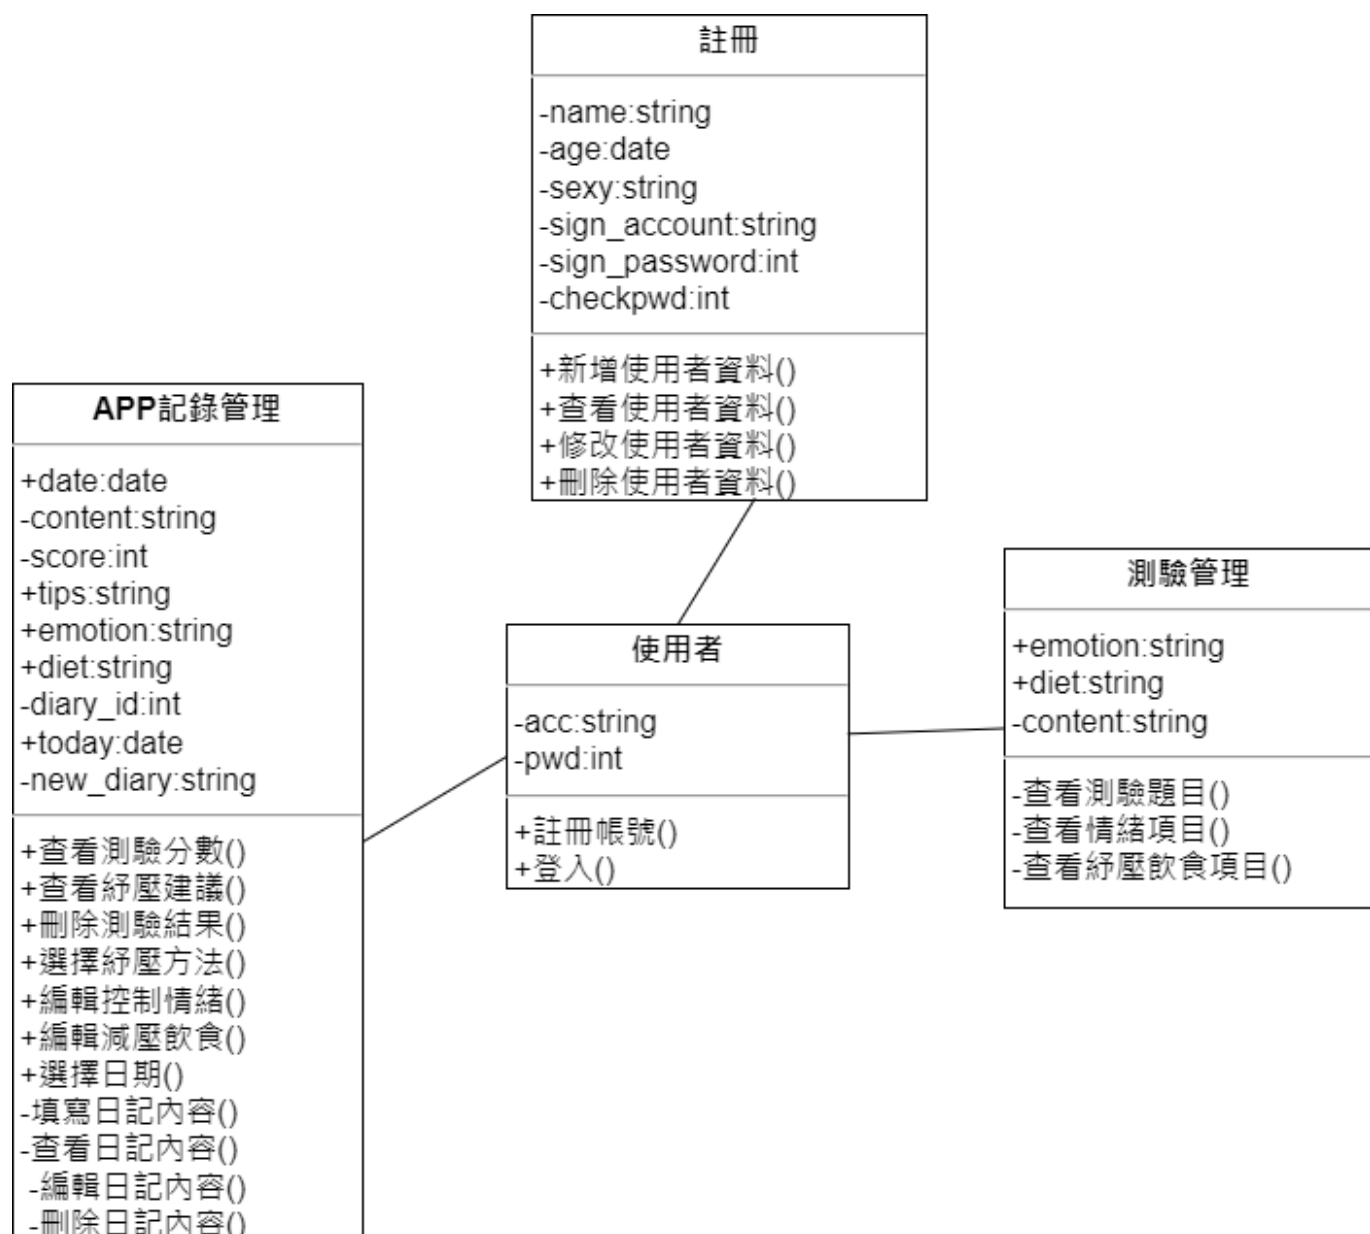 註冊
-name:string
-age:date
-sexy:string
-sign_account:string
-sign_password:int
-checkpwd:int
+新增使用者資料()
+查看使用者資料()
+修改使用者資料()
+刪除使用者資料()
APP記錄管理
+date:date
-content:string
-score:int
+tips:string
+emotion:string
+diet:string
-diary_id:int
+today:date
-new_diary:string
+查看測驗分數()
+查看紓壓建議()
+刪除測驗結果()
+選擇紓壓方法()
+編輯控制情緒()
+編輯減壓飲食()
+選擇日期()
-填寫日記內容()
-查看日記內容()
-編輯日記內容()
-刪除日記內容()
使用者
-acc:string
-pwd:int
+註冊帳號()
+登入()
測驗管理
+emotion:string
+diet:string
-content:string
-查看測驗題目()
-查看情緒項目()
-查看紓壓飲食項目()